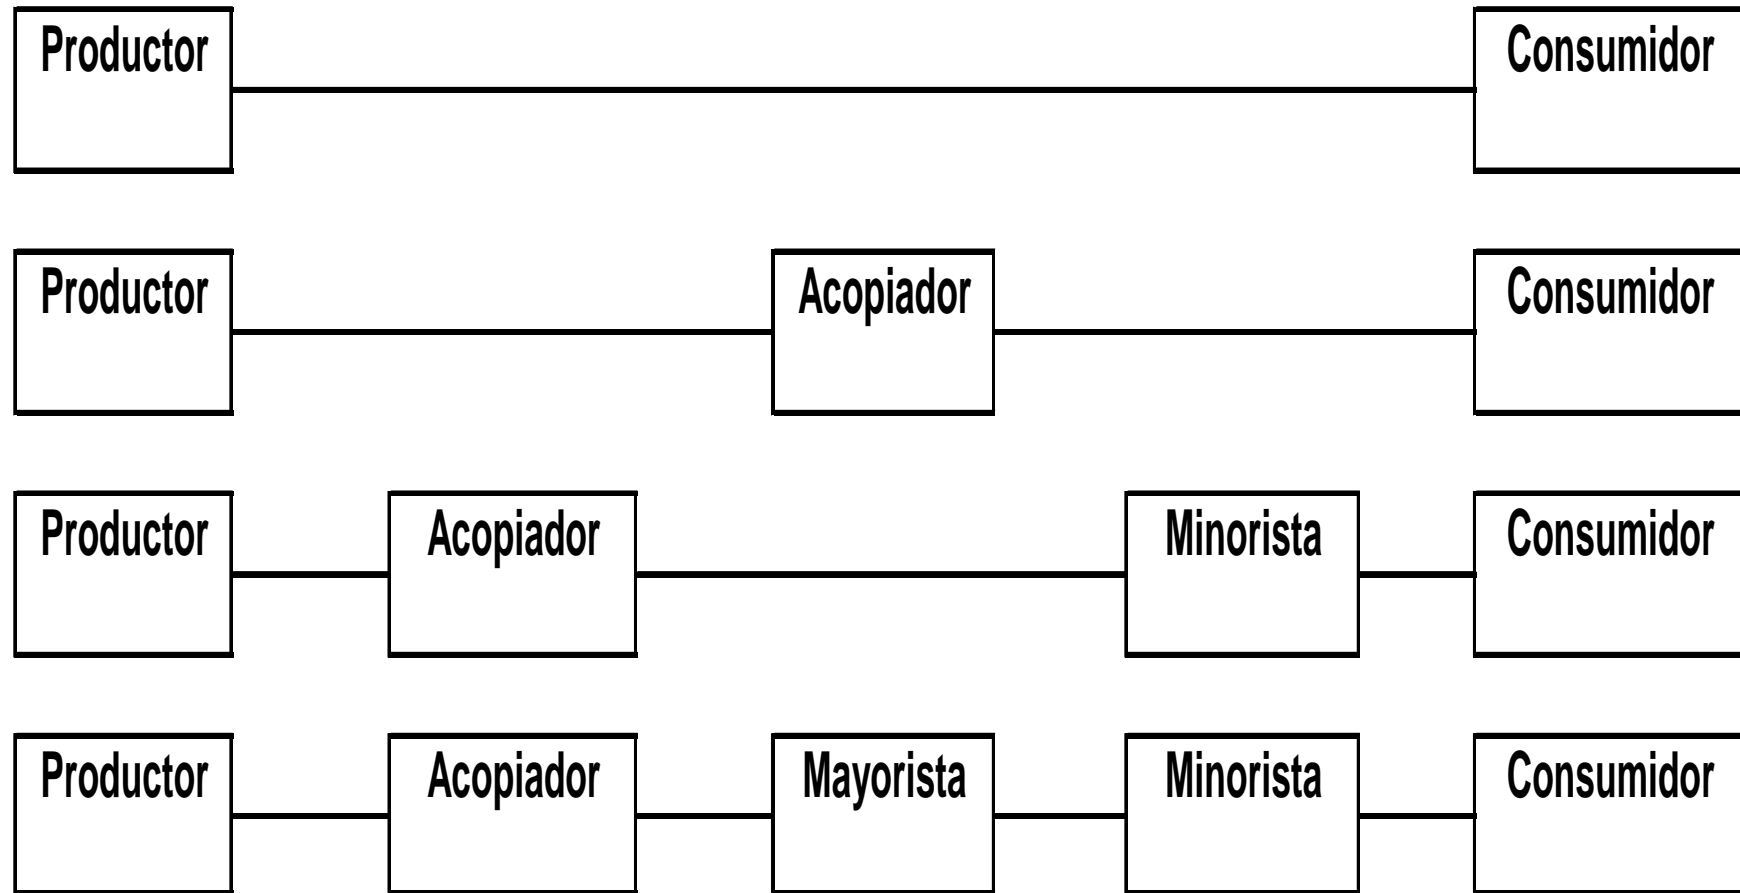 Productor Consumidor
Productor Acopiador Consumidor
Productor Acopiador Minorista Consumidor
Productor Acopiador Mayorista Minorista Consumidor